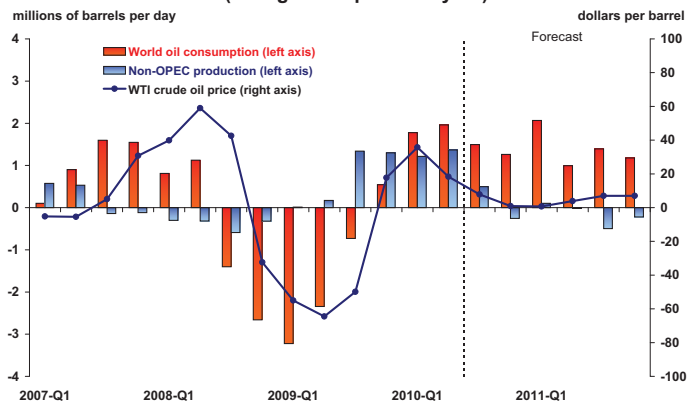 millions of barrels per day
dollars per barrel
Forecast
World oil consumption (left axis)
Non-OPEC production (left axis)
WTI crude oil price (right axis)
4
3
2
1
0
-1
-2
-3
-4
100
80
60
40
20
0
-20
-40
-60
-80
-100
2007-Q1
2008-Q1
2009-Q1
2010-Q1
2011-Q1